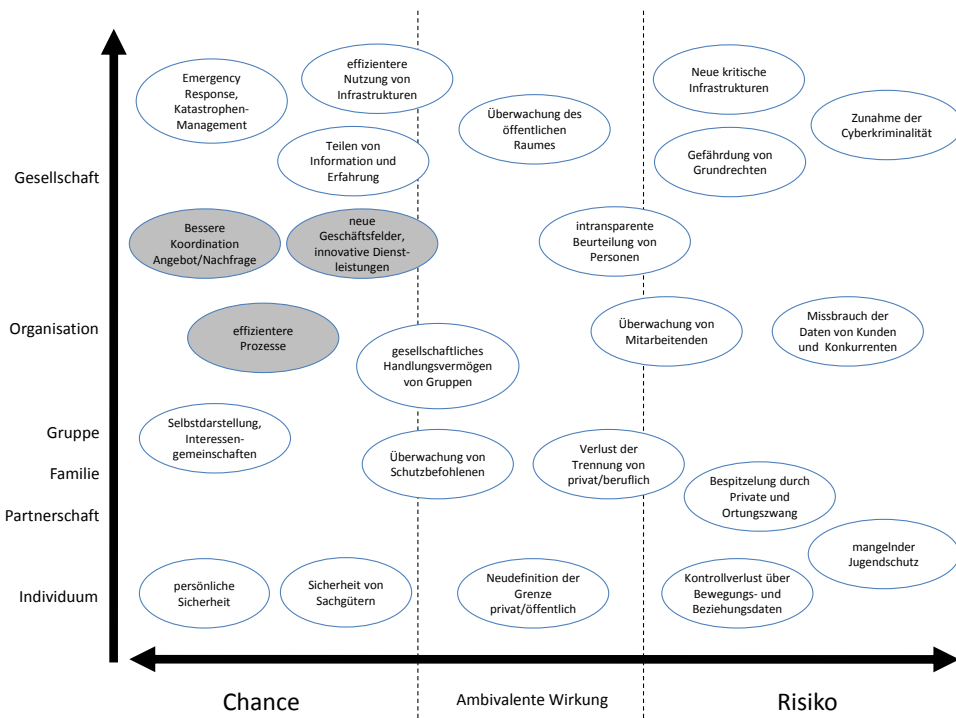 Emergency
Response,
Katastrophen-
Management
effizientere
Nutzung von
Infrastrukturen
Teilen von
Information und
Erfahrung
Überwachung des
öffentlichen
Raumes
Neue kritische
Infrastrukturen
Zunahme der
Cyberkriminalität
Gefährdung von
Grundrechten
Gesellschaft
Bessere
Koordination
Angebot/Nachfrage
neue
Geschäftsfelder,
innovative Dienst-
leistungen
intransparente
Beurteilung von
Personen
Organisation
effizientere
Prozesse
gesellschaftliches
Handlungsvermögen
von Gruppen
Überwachung von
Mitarbeitenden
Missbrauch der
Daten von Kunden
und Konkurrenten
Gruppe
Familie
Partnerschaft
Selbstdarstellung,
Interessen-
gemeinschaften
Überwachung von
Schutzbefohlenen
Verlust der
Trennung von
privat/beruflich
Bespitzelung durch
Private und
Ortungszwang
mangelnder
Jugendschutz
Individuum
persönliche
Sicherheit
Sicherheit von
Sachgütern
Neudefinition der
Grenze
privat/öffentlich
Kontrollverlust über
Bewegungs- und
Beziehungsdaten
Chance
Ambivalente Wirkung
Risiko